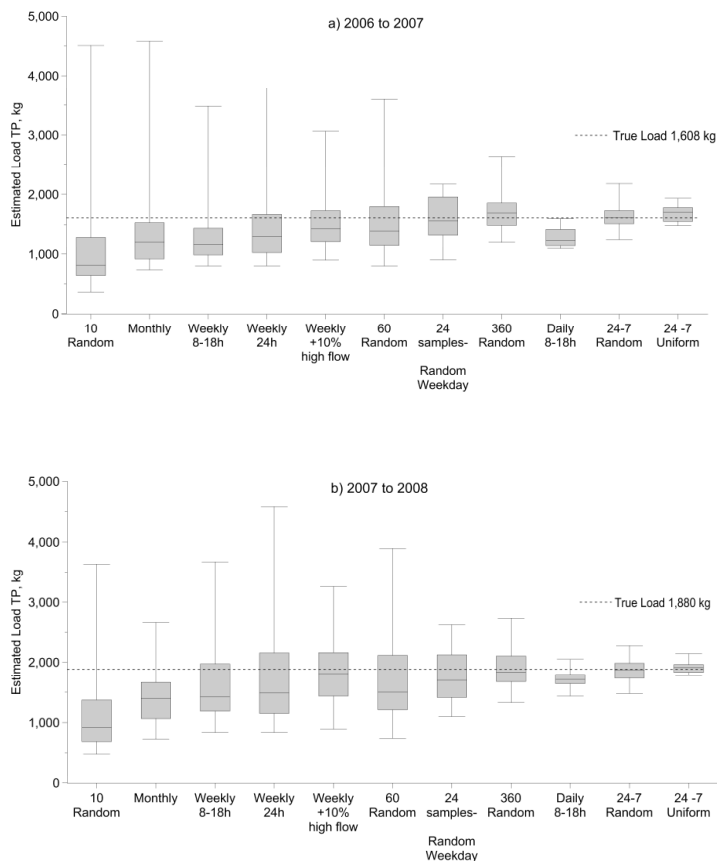 a) 2006 to 2007
Estimated Load TP, kg
5,000
4,000
3,000
2,000
1,000
0
True Load 1,608 kg
10 Monthly Weekly Weekly Weekly 60 24 360 Daily 24-7 24 -7
Random 8-18h 24h +10% Random samples- Random 8-18h Random Uniform
high flow
Random
Weekday
b) 2007 to 2008
Estimated Load TP, kg
5,000
4,000
3,000
2,000
1,000
0
True Load 1,880 kg
10 Monthly Weekly Weekly Weekly 60 24 360 Daily 24-7 24 -7
Random 8-18h 24h +10% Random samples- Random 8-18h Random Uniform
high flow
Random
Weekday